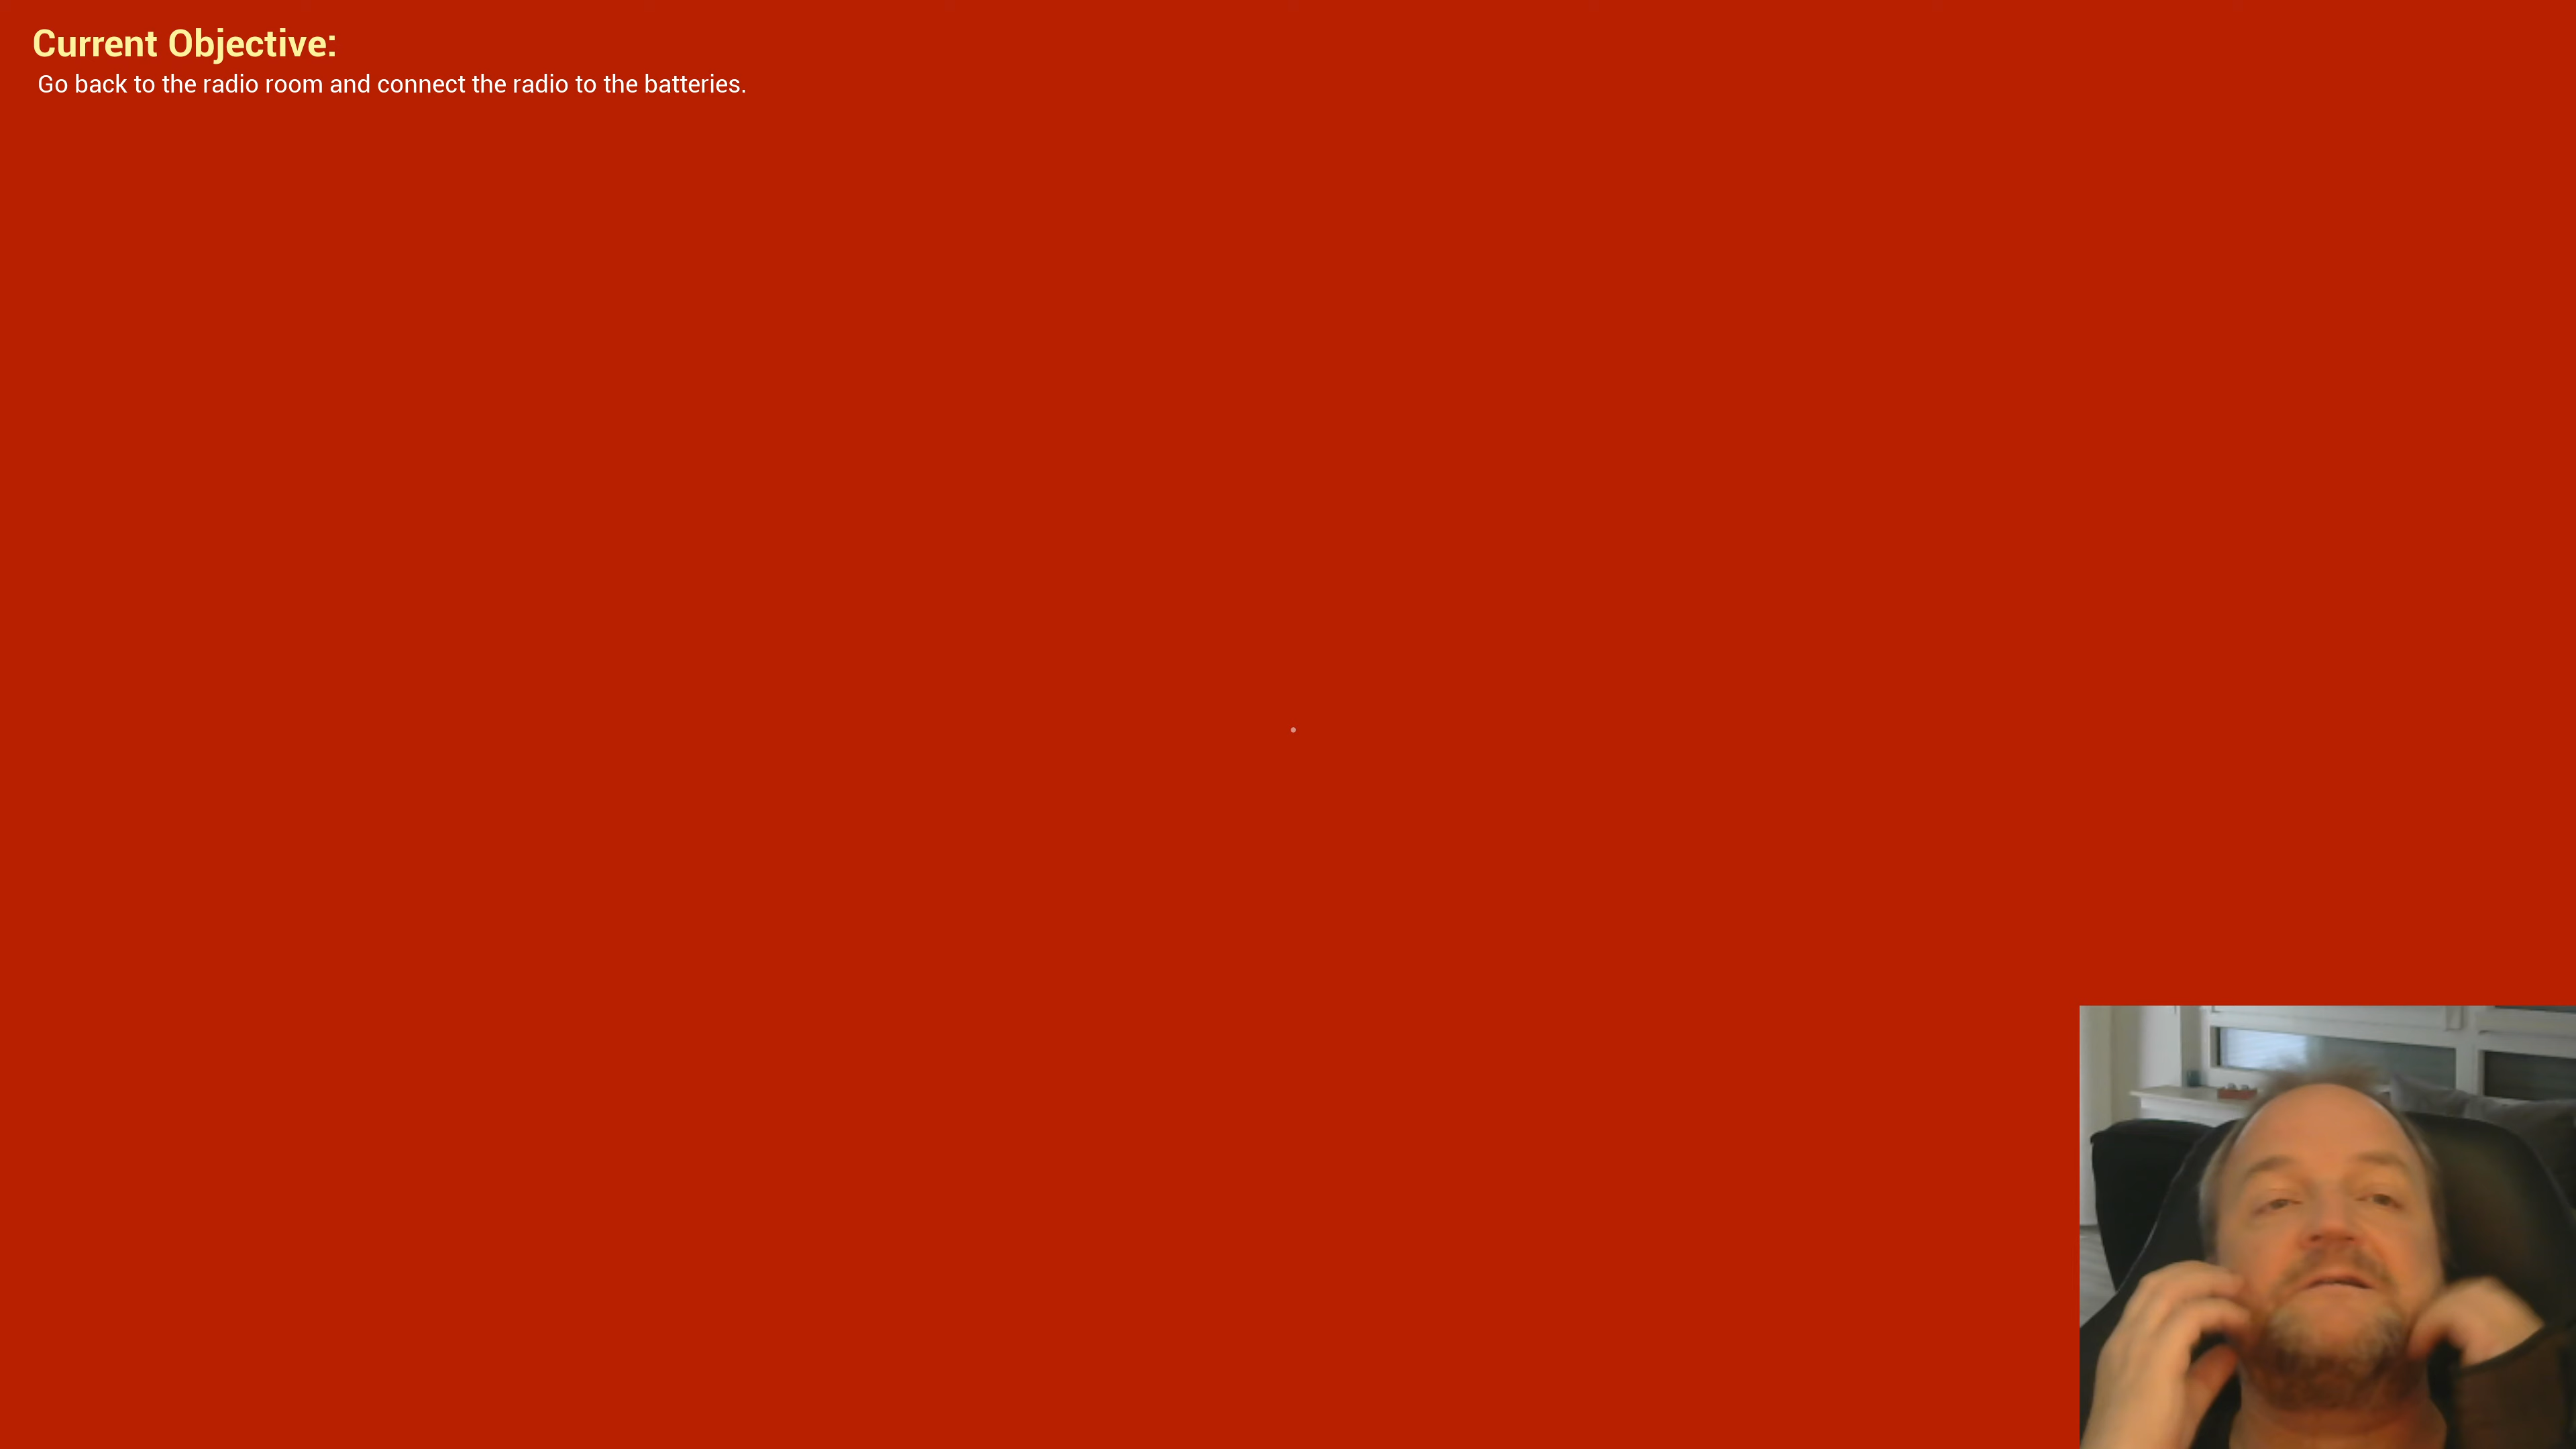 Current Objective:
Go back to the radio room and connect the radio to the batteries.